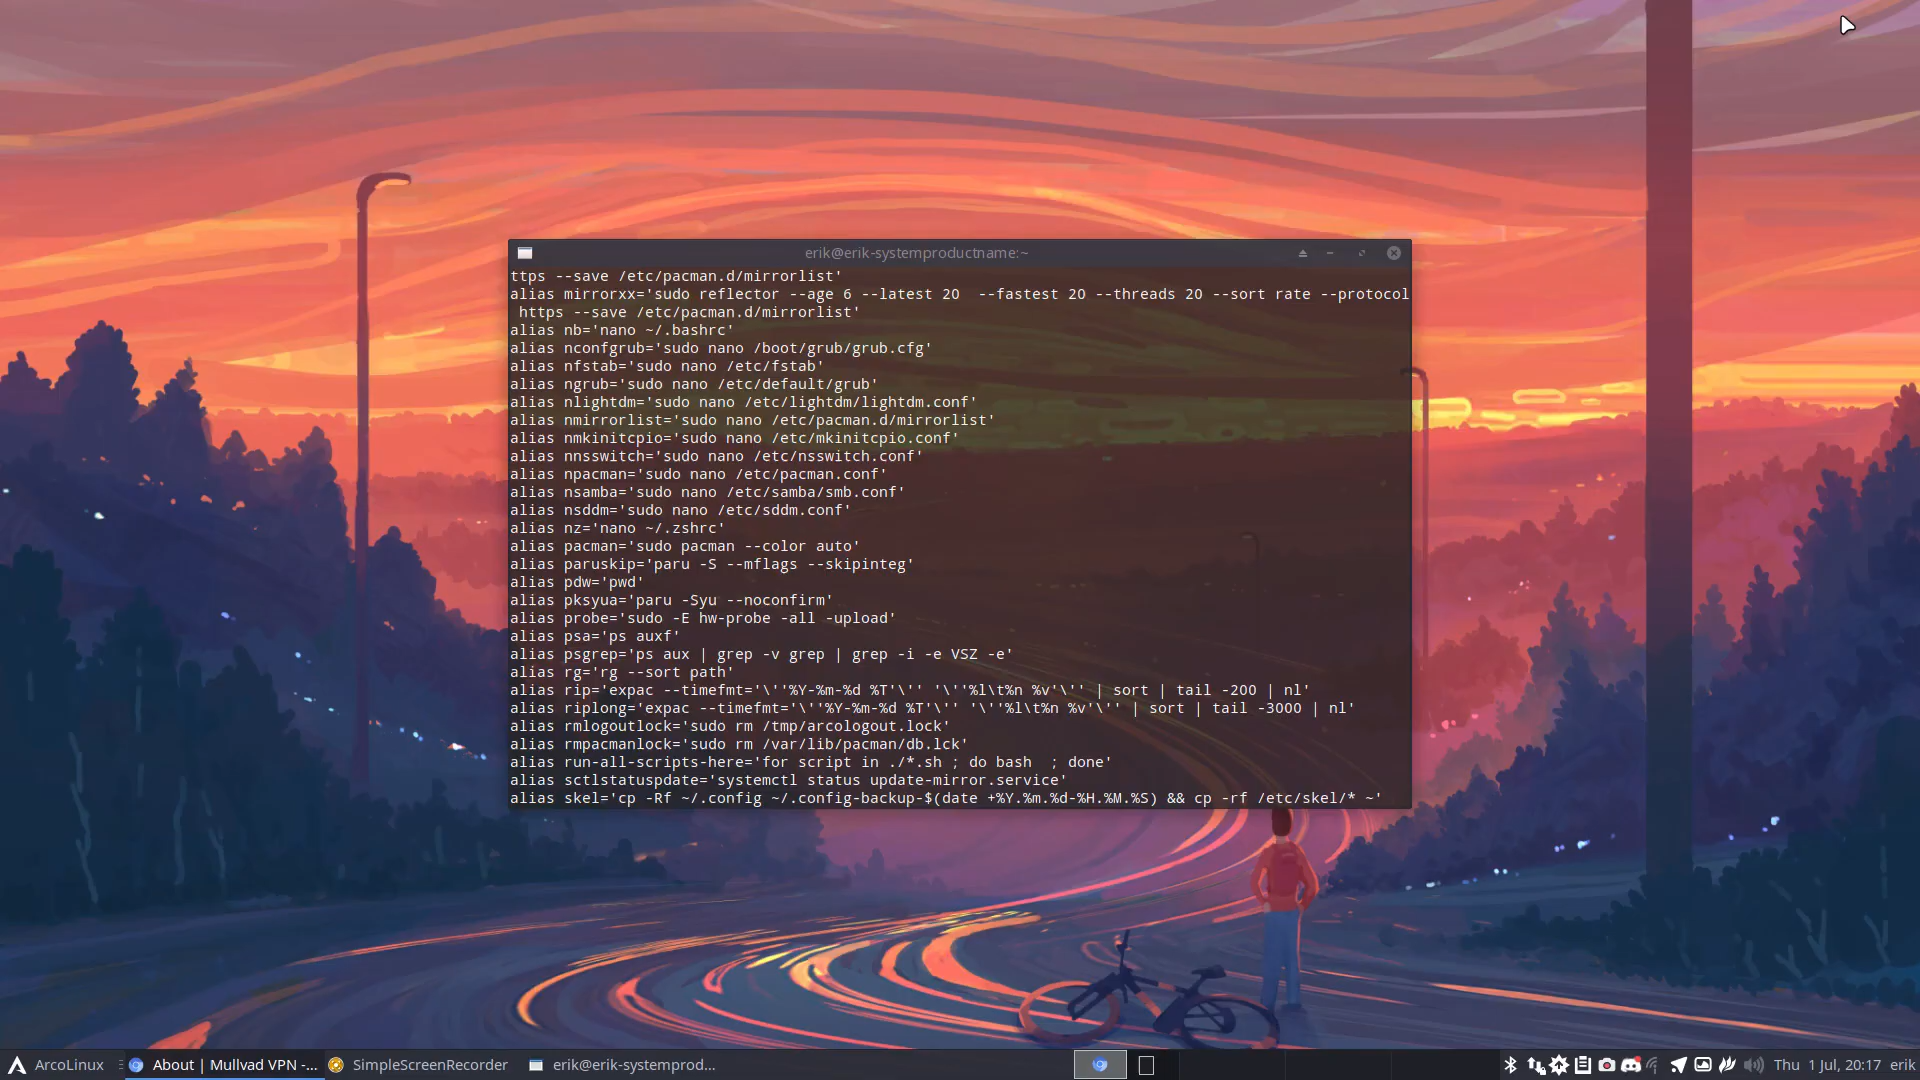 erik@erik-systemproductname:~
ttps --save /etc/pacman.d/mirrorlist'
alias mirrorxx='sudo reflector --age 6 --latest 20  --fastest 20 --threads 20 --sort rate --protocol
 https --save /etc/pacman.d/mirrorlist'
alias nb='nano ~/.bashrc'
alias nconfgrub='sudo nano /boot/grub/grub.cfg'
alias nfstab='sudo nano /etc/fstab'
alias ngrub='sudo nano /etc/default/grub'
alias nlightdm='sudo nano /etc/lightdm/lightdm.conf'
alias nmirrorlist='sudo nano /etc/pacman.d/mirrorlist'
alias nmkinitcpio='sudo nano /etc/mkinitcpio.conf'
alias nnsswitch='sudo nano /etc/nsswitch.conf'
alias npacman='sudo nano /etc/pacman.conf'
alias nsamba='sudo nano /etc/samba/smb.conf'
alias nsddm='sudo nano /etc/sddm.conf'
alias nz='nano ~/.zshrc'
alias pacman='sudo pacman --color auto'
alias paruskip='paru -S --mflags --skipinteg'
alias pdw='pwd'
alias pksyua='paru -Syu --noconfirm'
alias probe='sudo -E hw-probe -all -upload'
alias psa='ps auxf'
alias psgrep='ps aux | grep -v grep | grep -i -e VSZ -e'
alias rg='rg --sort path'
alias rip='expac --timefmt='\''%Y-%m-%d %T'\'' '\''%l\t%n %v'\'' | sort | tail -200 | nl'
alias riplong='expac --timefmt='\''%Y-%m-%d %T'\'' '\''%l\t%n %v'\'' | sort | tail -3000 | nl'
alias rmlogoutlock='sudo rm /tmp/arcologout.lock'
alias rmpacmanlock='sudo rm /var/lib/pacman/db.lck'
alias run-all-scripts-here='for script in ./*.sh ; do bash  ; done'
alias sctlstatuspdate='systemctl status update-mirror.service'
alias skel='cp -Rf ~/.config ~/.config-backup-$(date +%Y.%m.%d-%H.%M.%S) && cp -rf /etc/skel/* ~'
ArcoLinux About | Mullvad VPN -... SimpleScreenRecorder erik@erik-systemprod... Thu  1 Jul, 20:17 erik